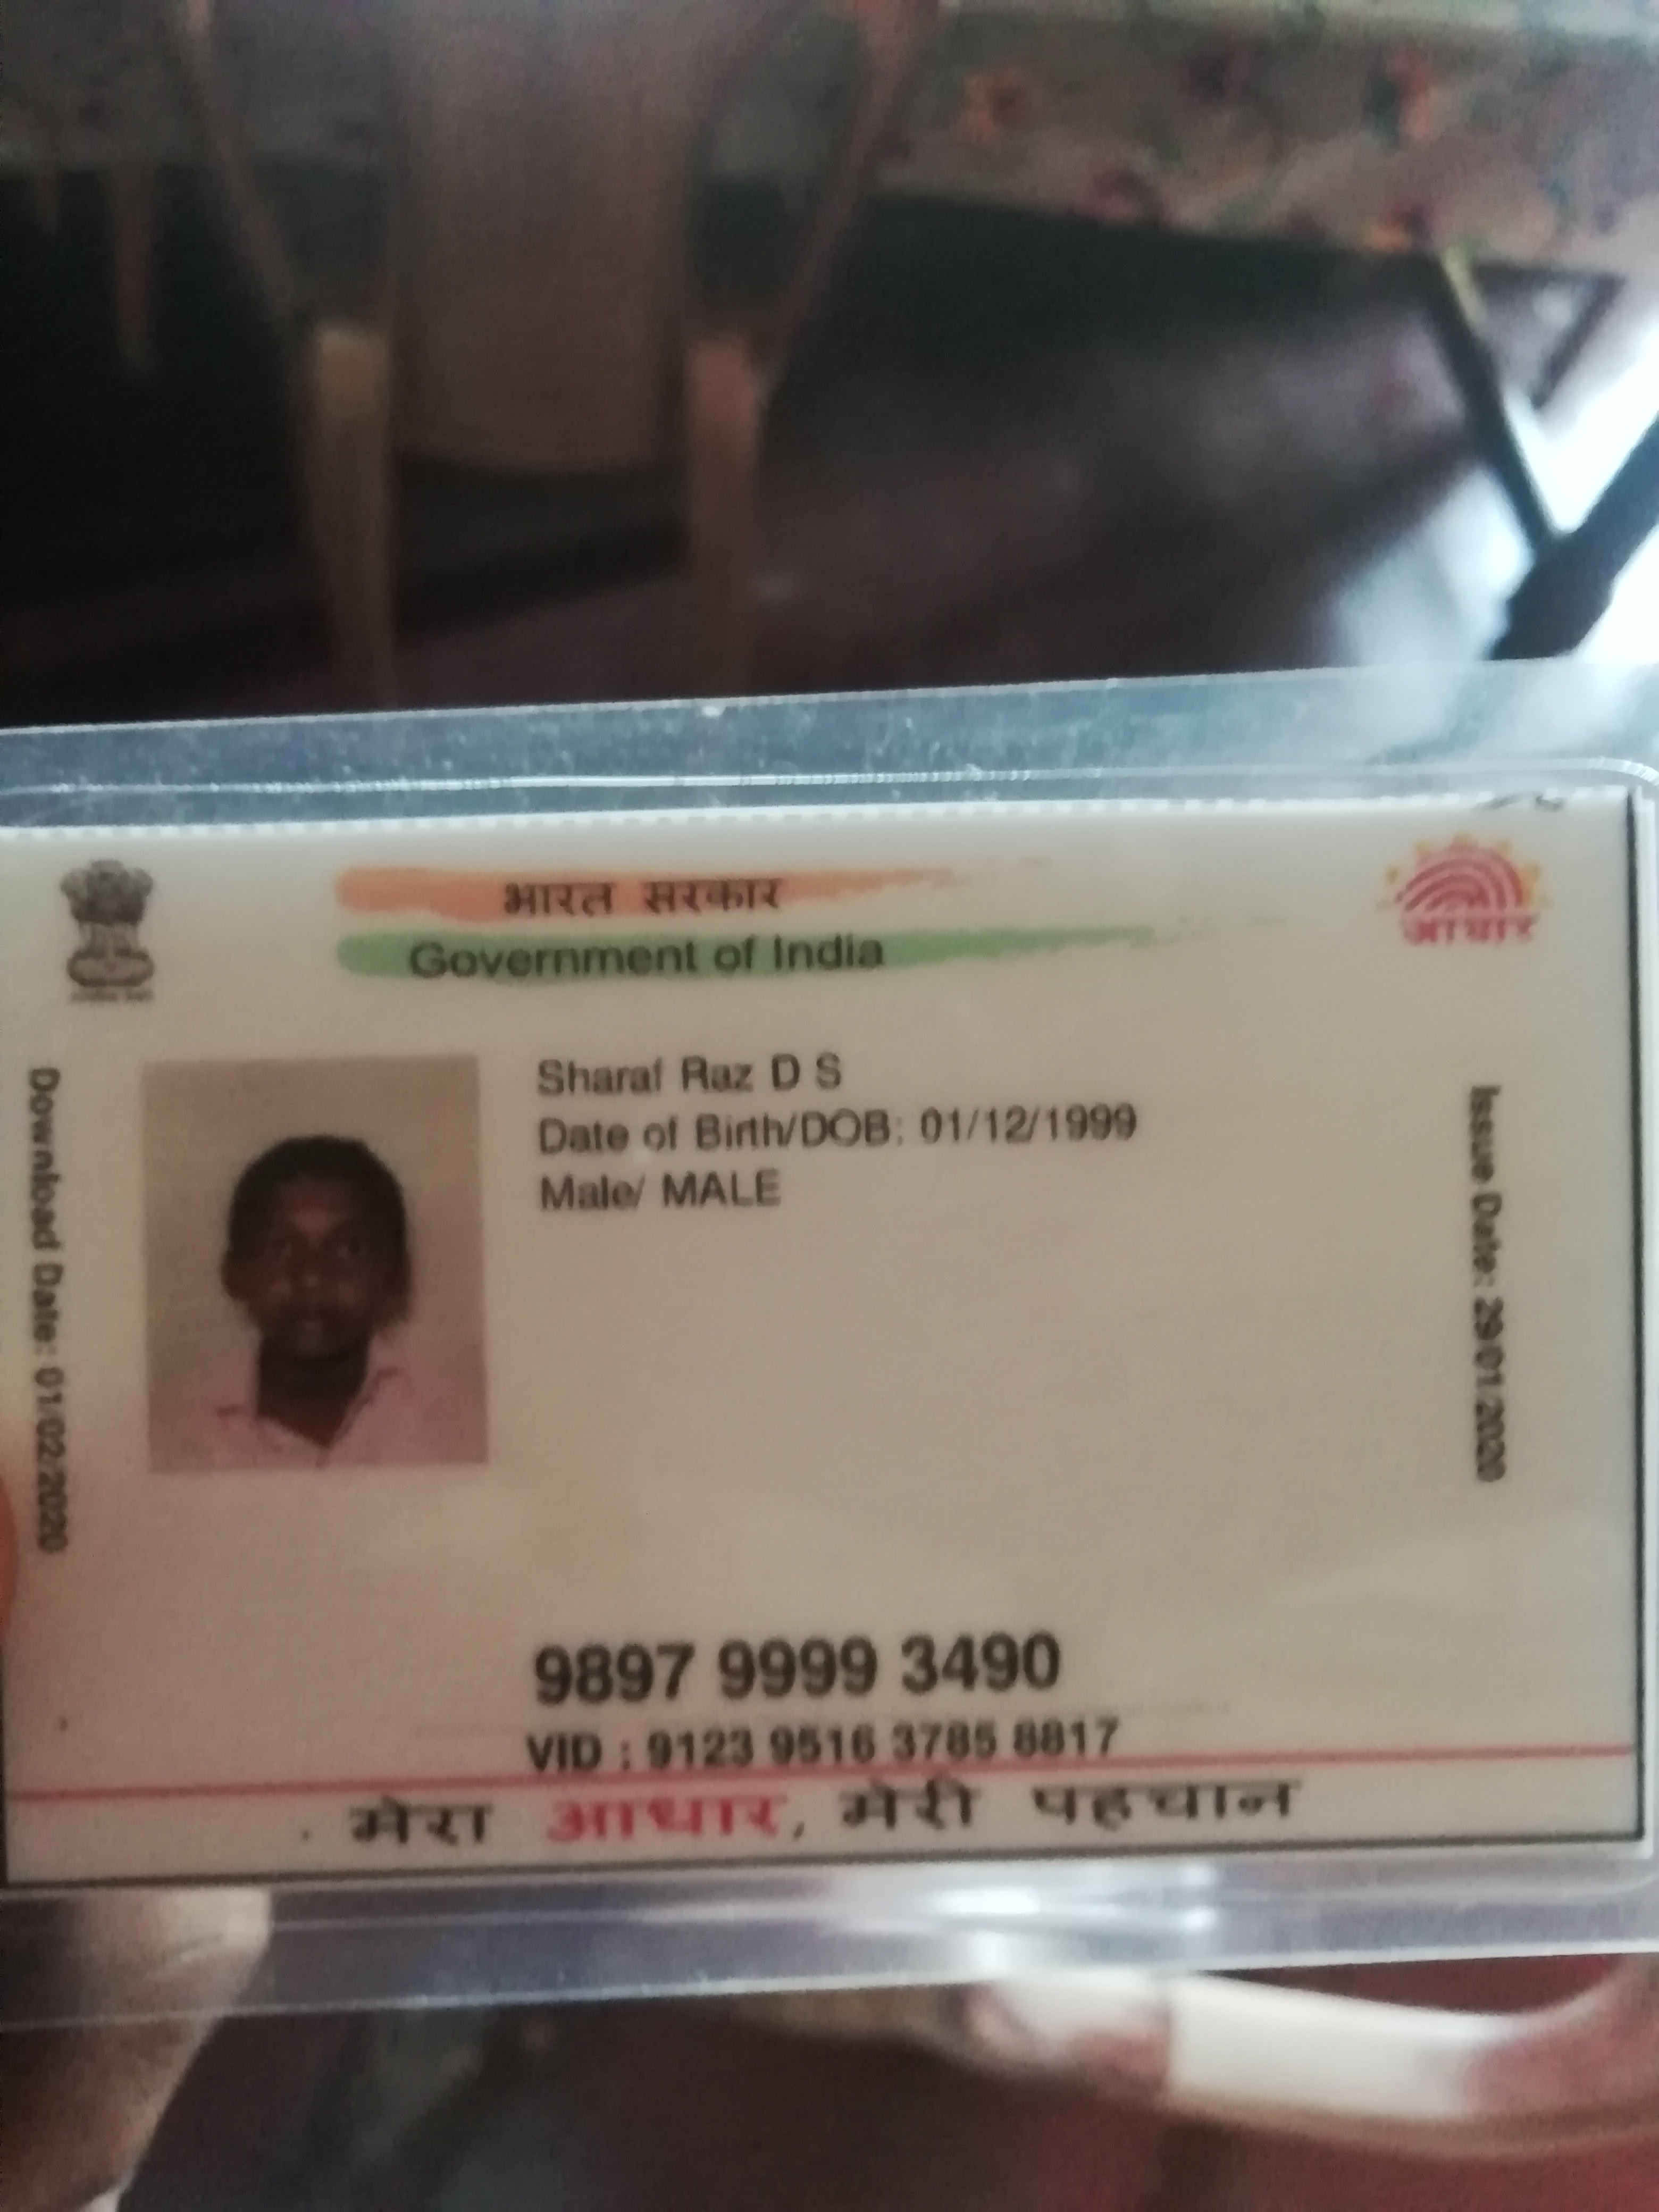 भारत सरकार
Government of India
आधार
Download Date: 01/02/2020
Sharaf Raz D S
Date of Birth/DOB: 01/12/1999
Male/ MALE
Issue Date: 29/01/2020
9897 9999 3490
VID : 9123 9516 3785 8817
मेरा आधार, मेरी पहचान